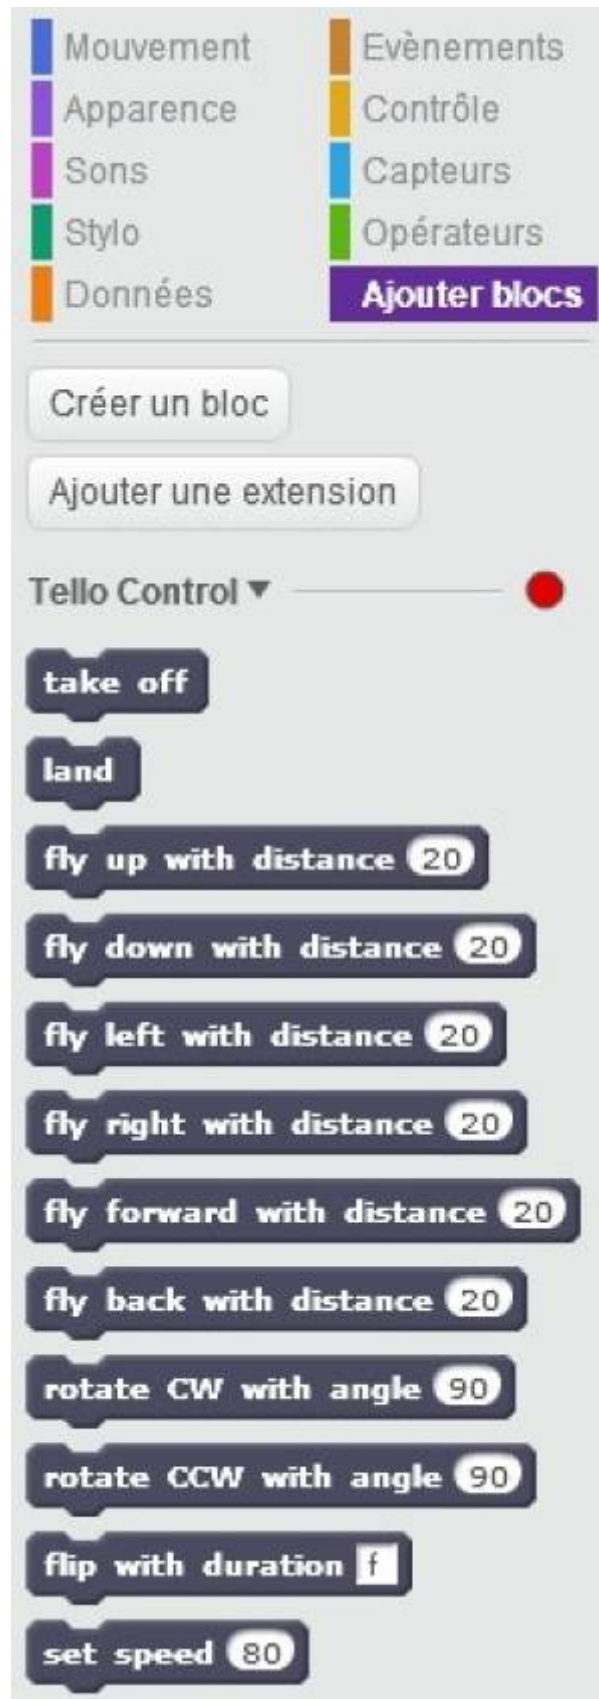 Mouvement Evènements
Apparence Contrôle
Sons Capteurs
Stylo Opérateurs
Données Ajouter blocs
Créer un bloc
Ajouter une extension
Tello Control
take off
land
fly up with distance 20
fly down with distance 20
fly left with distance 20
fly right with distance 20
fly forward with distance 20
fly back with distance 20
rotate CW with angle 90
rotate CCW with angle 90
flip with duration f
set speed 80